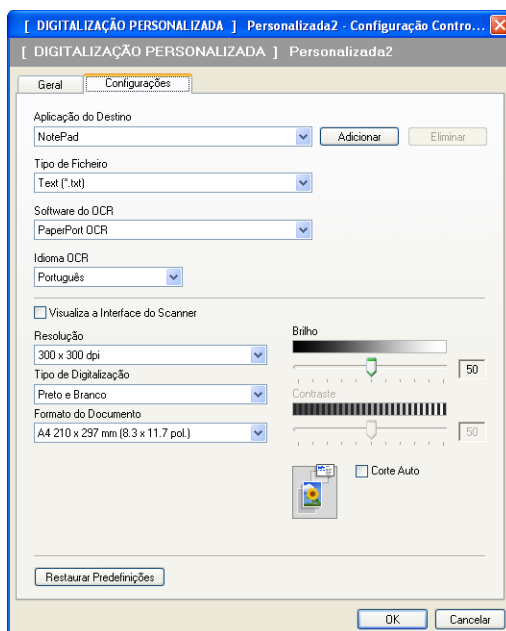 [ DIGITALIZAÇÃO PERSONALIZADA ] Personalizada2 - Configuração Contro...
[ DIGITALIZAÇÃO PERSONALIZADA ] Personalizada2
Geral Configurações
Aplicação do Destino
NotePad Adicionar Eliminar
Tipo de Ficheiro
Text (*.txt)
Software do OCR
PaperPort OCR
Idioma OCR
Português
Visualiza a Interface do Scanner
Resolução Brilho
300 x 300 dpi 50
Tipo de Digitalização
Preto e Branco Contraste
Formato do Documento
A4 210 x 297 mm (8.3 x 11.7 pol.) 50
Corte Auto
Restaurar Predefinições
OK Cancelar